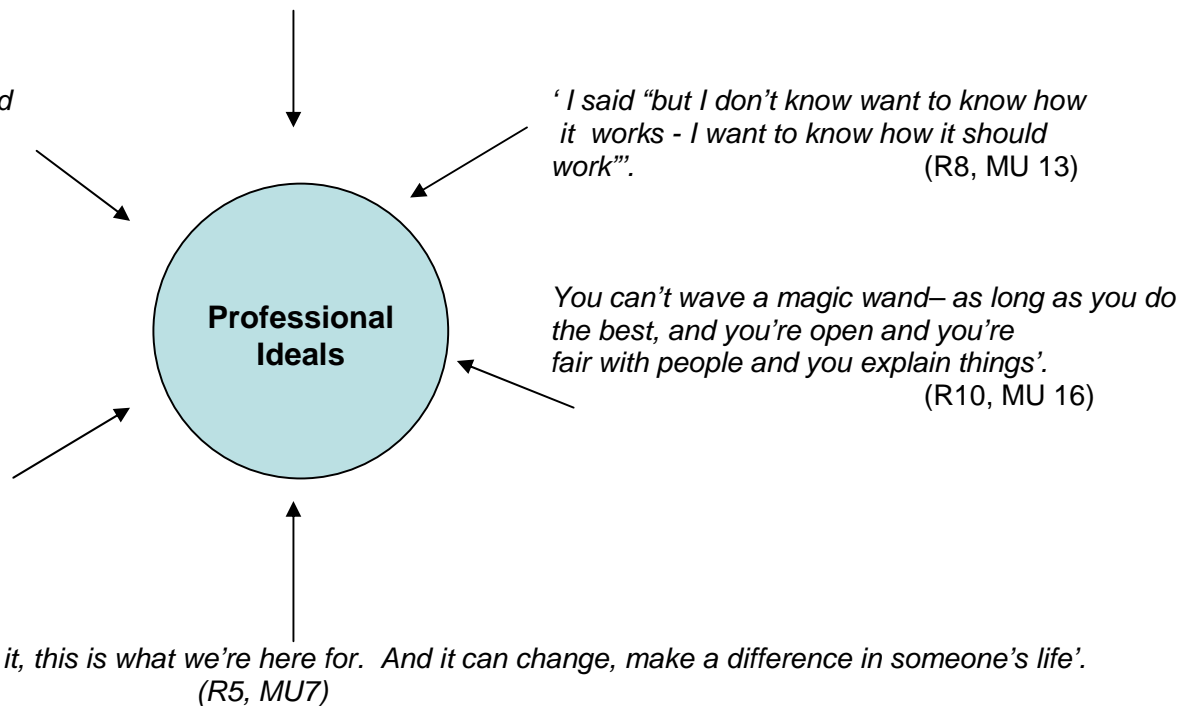 d
‘ I said “but I don’t know want to know how
it works - I want to know how it should
work”’. (R8, MU 13)
Professional
Ideals
You can’t wave a magic wand– as long as you do
the best, and you’re open and you’re
fair with people and you explain things’.
(R10, MU 16)
it, this is what we’re here for. And it can change, make a difference in someone’s life’.
(R5, MU7)